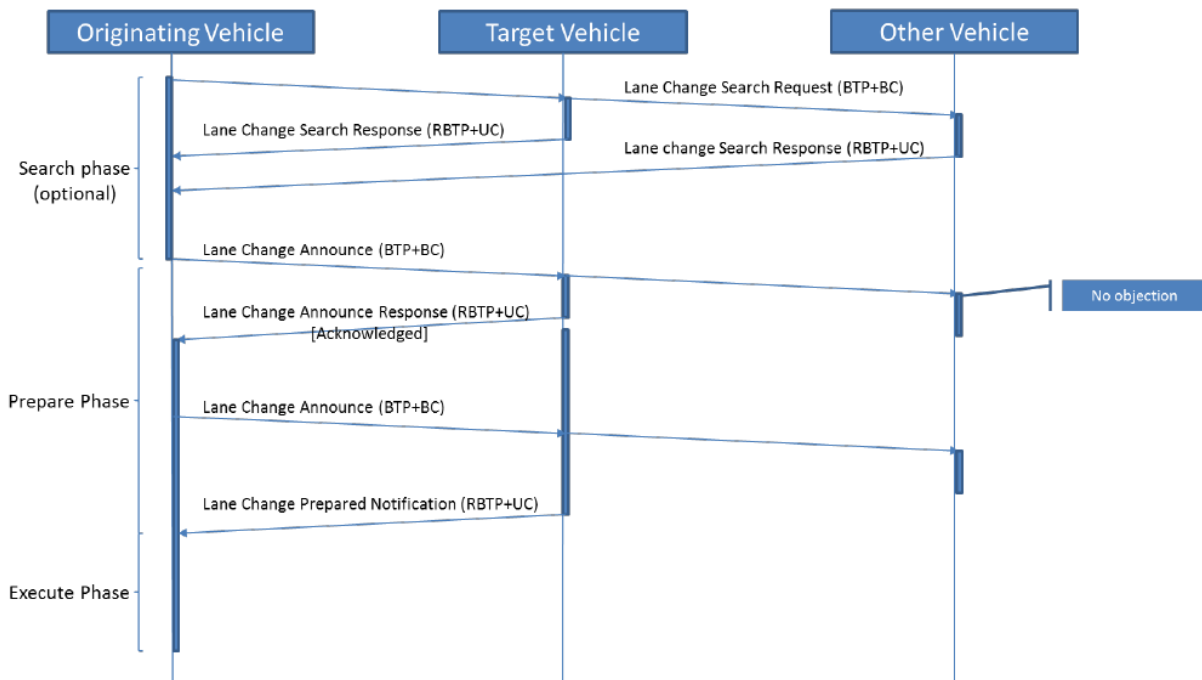 Originating Vehicle
Target Vehicle
Other Vehicle
Lane Change Search Request (BTP+BC)
Lane Change Search Response (RBTP+UC)
Lane change Search Response (RBTP+UC)
Search phase
(optional)
Lane Change Announce (BTP+BC)
No objection
Lane Change Announce Response (RBTP+UC)
[Acknowledged]
Prepare Phase
Lane Change Announce (BTP+BC)
Lane Change Prepared Notification (RBTP+UC)
Execute Phase